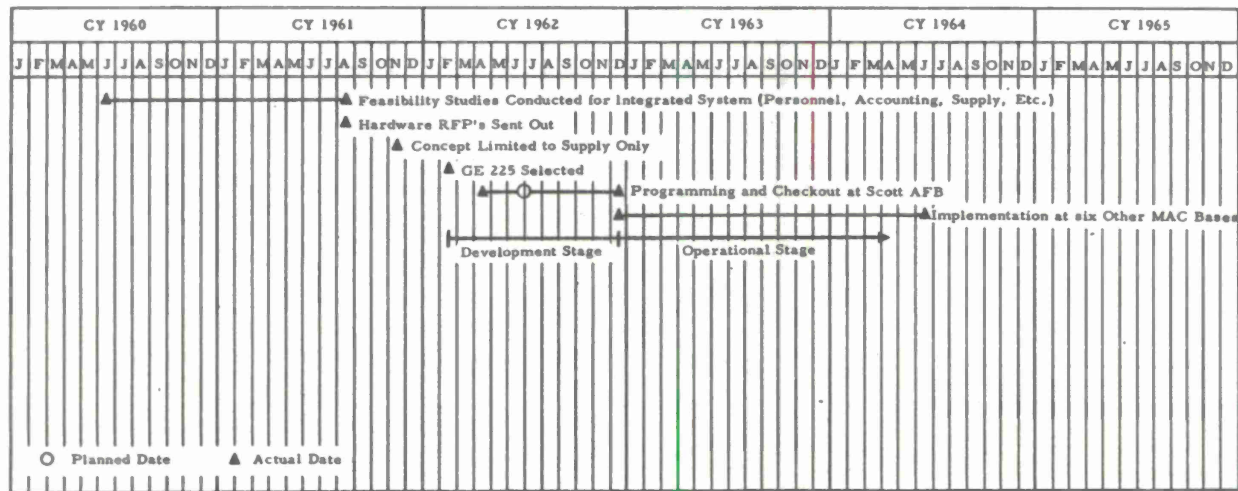 CY 1960 CY 1961 CY 1962 CY 1963 CY 1964 CY 1965
J F M A M J J A S O N D J F M A M J J A S O N D J F M A M J J A S O N D J F M A M J J A S O N D J F M A M J J A S O N D J F M A M J J A S O N D
Feasibility Studies Conducted for Integrated System (Personnel, Accounting, Supply, Etc.)
Hardware RFP's Sent Out
Concept Limited to Supply Only
GE 225 Selected
Programming and Checkout at Scott AFB
Implementation at six Other MAC Bases
Development Stage Operational Stage
Planned Date Actual Date